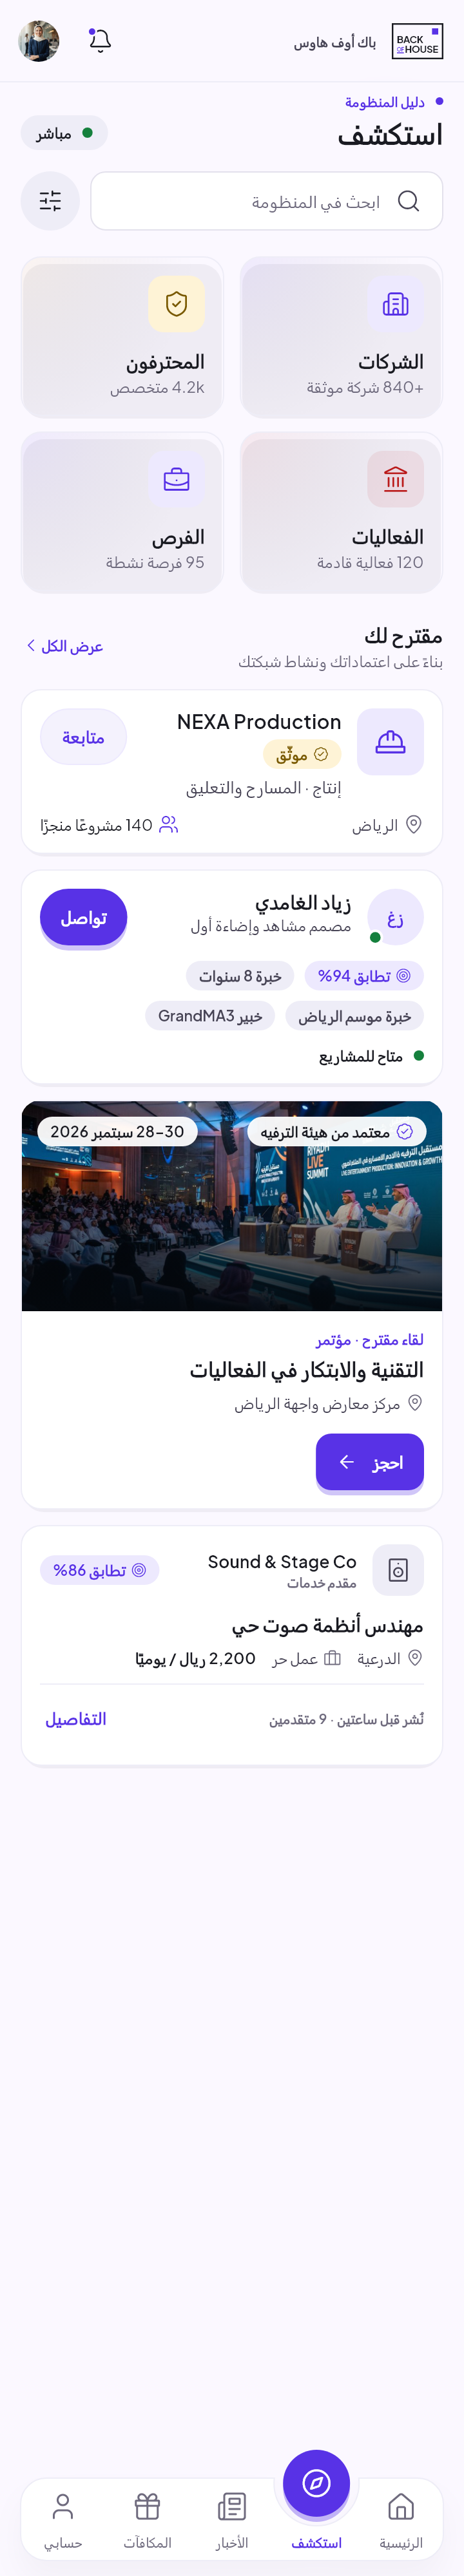 BACK
OF HOUSE
باك أوف هاوس
دليل المنظومة
استكشف
مباشر
ابحث في المنظومة
الشركات
+840 شركة موثقة
المحترفون
4.2k متخصص
الفعاليات
120 فعالية قادمة
الفرص
95 فرصة نشطة
مقترح لك
بناءً على اعتماداتك ونشاط شبكتك
عرض الكل
NEXA Production
موثّق
إنتاج · المسارح والتعليق
متابعة
الرياض
140 مشروعًا منجزًا
زغ
زياد الغامدي
مصمم مشاهد وإضاءة أول
تواصل
تطابق 94%
خبرة 8 سنوات
خبرة موسم الرياض
خبير GrandMA3
متاح للمشاريع
معتمد من هيئة الترفيه
28–30 سبتمبر 2026
RIYADH
LIVE
SUMMIT
لقاء مقترح · مؤتمر
التقنية والابتكار في الفعاليات
مركز معارض واجهة الرياض
احجز
Sound & Stage Co
مقدم خدمات
تطابق 86%
مهندس أنظمة صوت حي
الدرعية
عمل حر
2,200 ريال / يوميًا
نُشر قبل ساعتين · 9 متقدمين
التفاصيل
الرئيسية
استكشف
الأخبار
المكافآت
حسابي